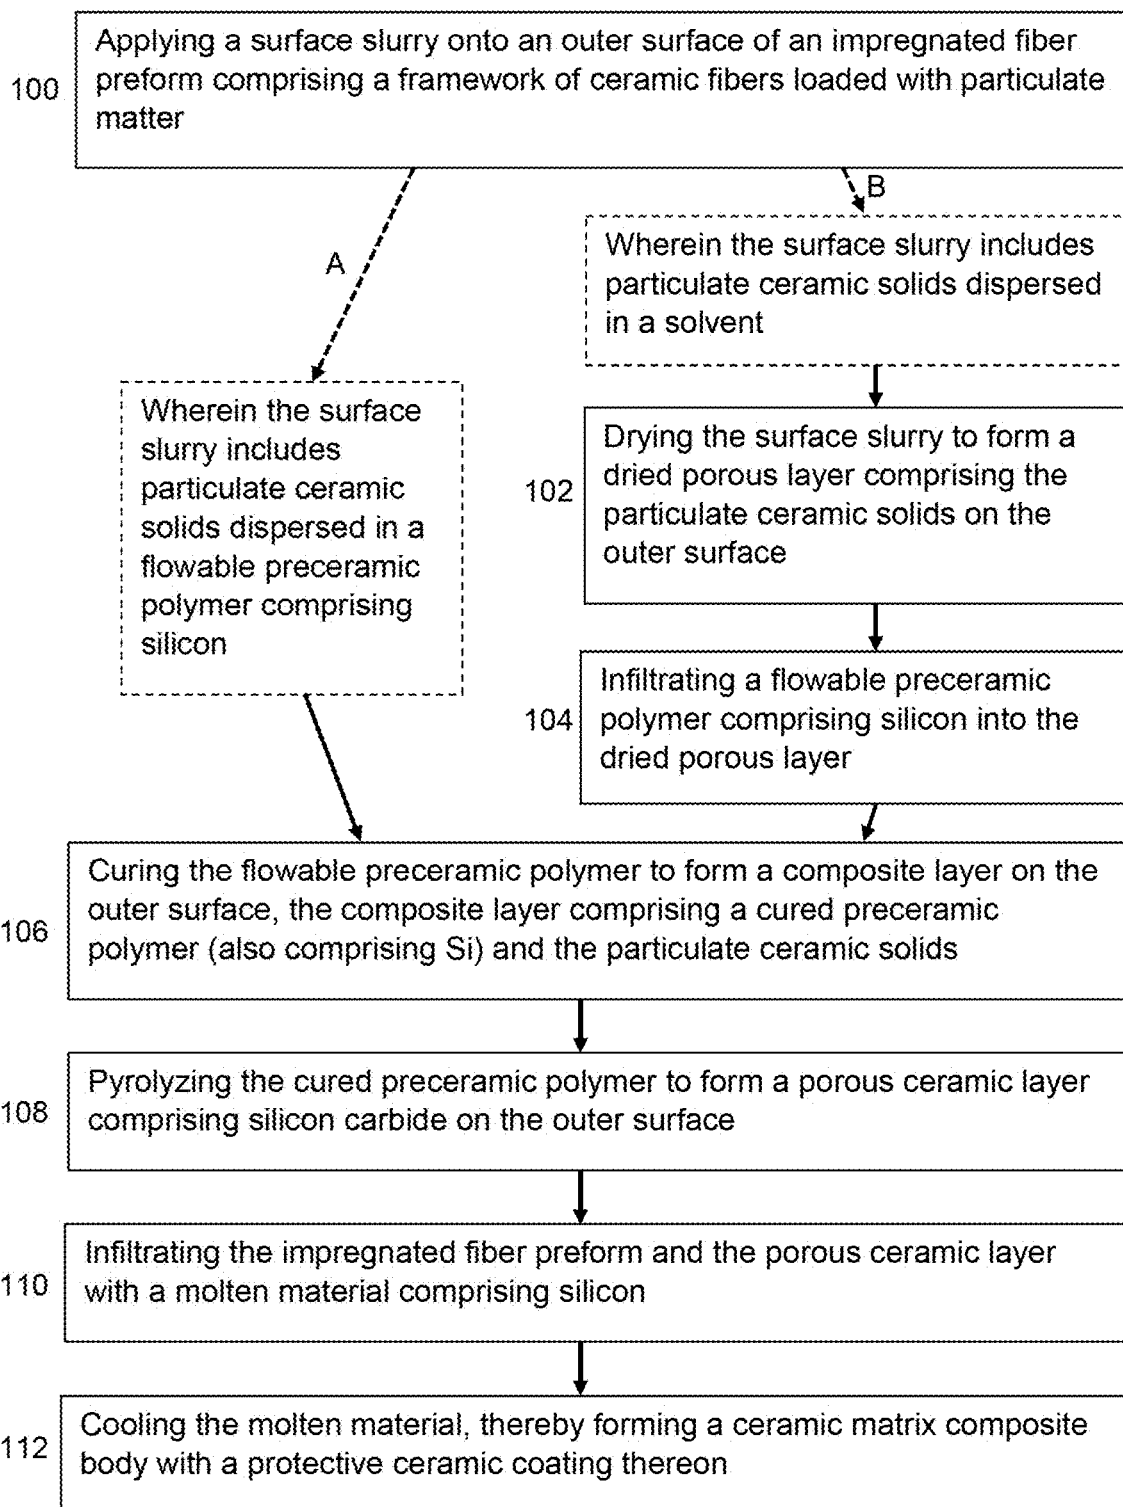 Applying a surface slurry onto an outer surface of an impregnated fiber
100
preform comprising a framework of ceramic fibers loaded with particulate
matter
B
A
Wherein the surface slurry includes
particulate ceramic solids dispersed
in a solvent
Wherein the surface
slurry includes
particulate ceramic
solids dispersed in a
flowable preceramic
polymer comprising
silicon
Drying the surface slurry to form a
102
dried porous layer comprising the
particulate ceramic solids on the
outer surface
Infiltrating a flowable preceramic
104
polymer comprising silicon into the
dried porous layer
Curing the flowable preceramic polymer to form a composite layer on the
106
outer surface, the composite layer comprising a cured preceramic
polymer (also comprising Si) and the particulate ceramic solids
Pyrolyzing the cured preceramic polymer to form a porous ceramic layer
108
comprising silicon carbide on the outer surface
Infiltrating the impregnated fiber preform and the porous ceramic layer
110
with a molten material comprising silicon
Cooling the molten material, thereby forming a ceramic matrix composite
112
body with a protective ceramic coating thereon